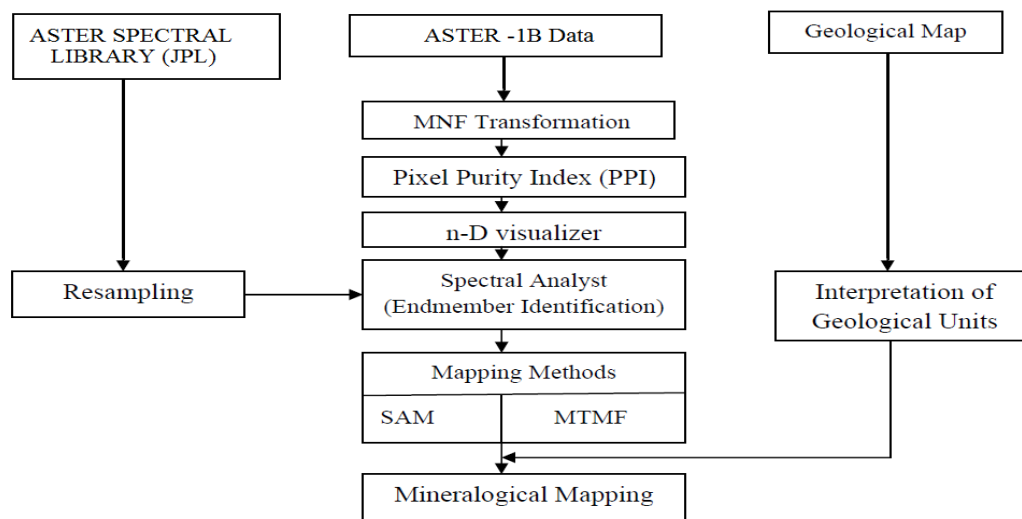 ASTER SPECTRAL
LIBRARY (JPL)
ASTER -1B Data
Geological Map
MNF Transformation
Pixel Purity Index (PPI)
n-D visualizer
Resampling
Spectral Analyst
(Endmember Identification)
Interpretation of
Geological Units
Mapping Methods
SAM
MTMF
Mineralogical Mapping